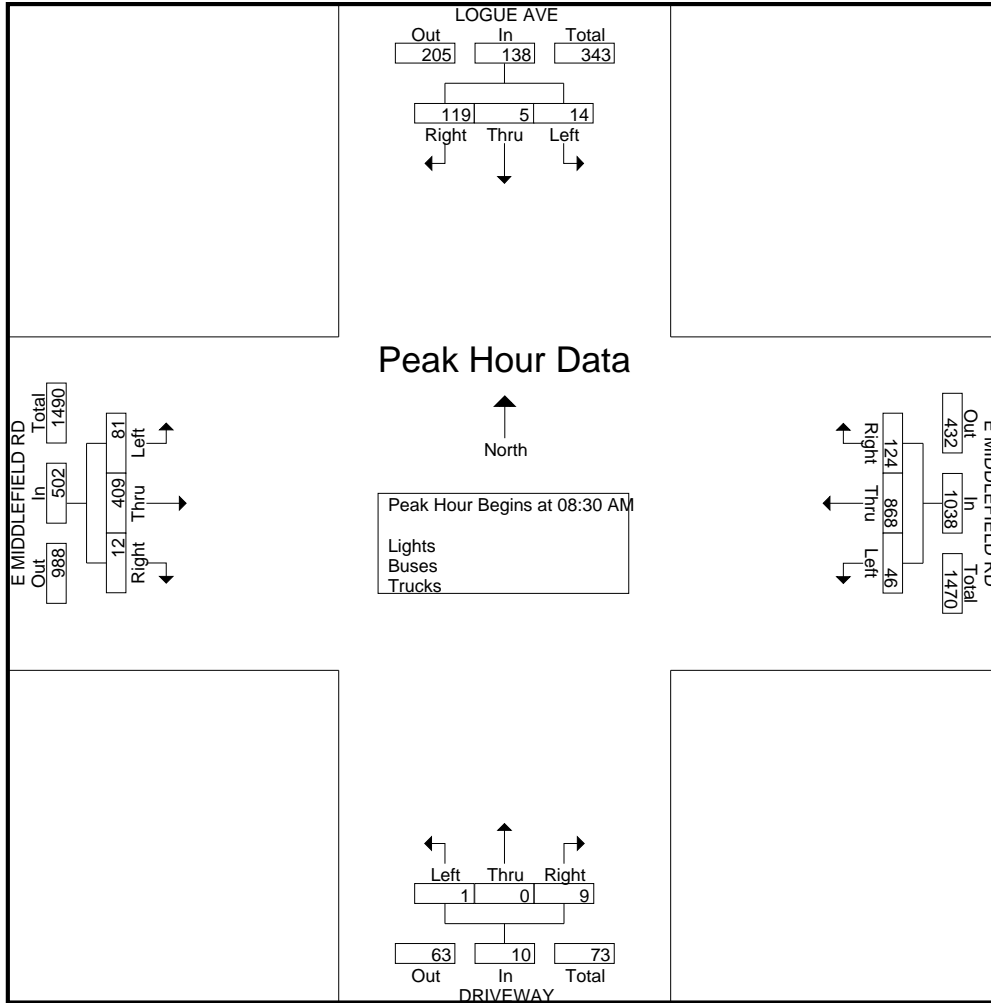 LOGUE AVE
Out In Total
205 138 343
119 5 14
Right Thru Left
Peak Hour Data
North
Peak Hour Begins at 08:30 AM
Lights
Buses
Trucks
E MIDDLEFIELD RD
Out In Total
988 502 1490
12 409 81
Right Thru Left
E MIDDLEFIELD RD
Out In Total
432 1038 1470
124 868 46
Right Thru Left
Left Thru Right
1 0 9
63 10 73
Out In Total
DRIVEWAY